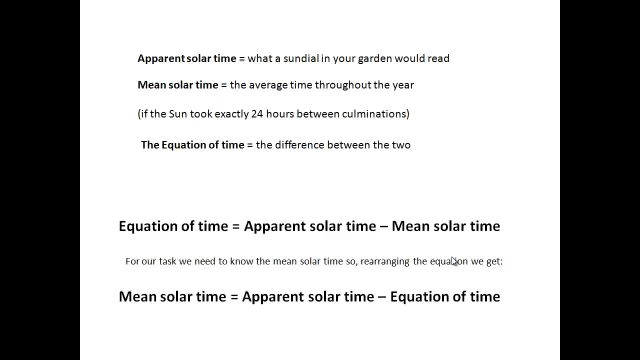 Apparent solar time = what a sundial in your garden would read
Mean solar time = the average time throughout the year
(if the Sun took exactly 24 hours between culminations)
The Equation of time = the difference between the two
Equation of time = Apparent solar time – Mean solar time
For our task we need to know the mean solar time so, rearranging the equation we get:
Mean solar time = Apparent solar time – Equation of time